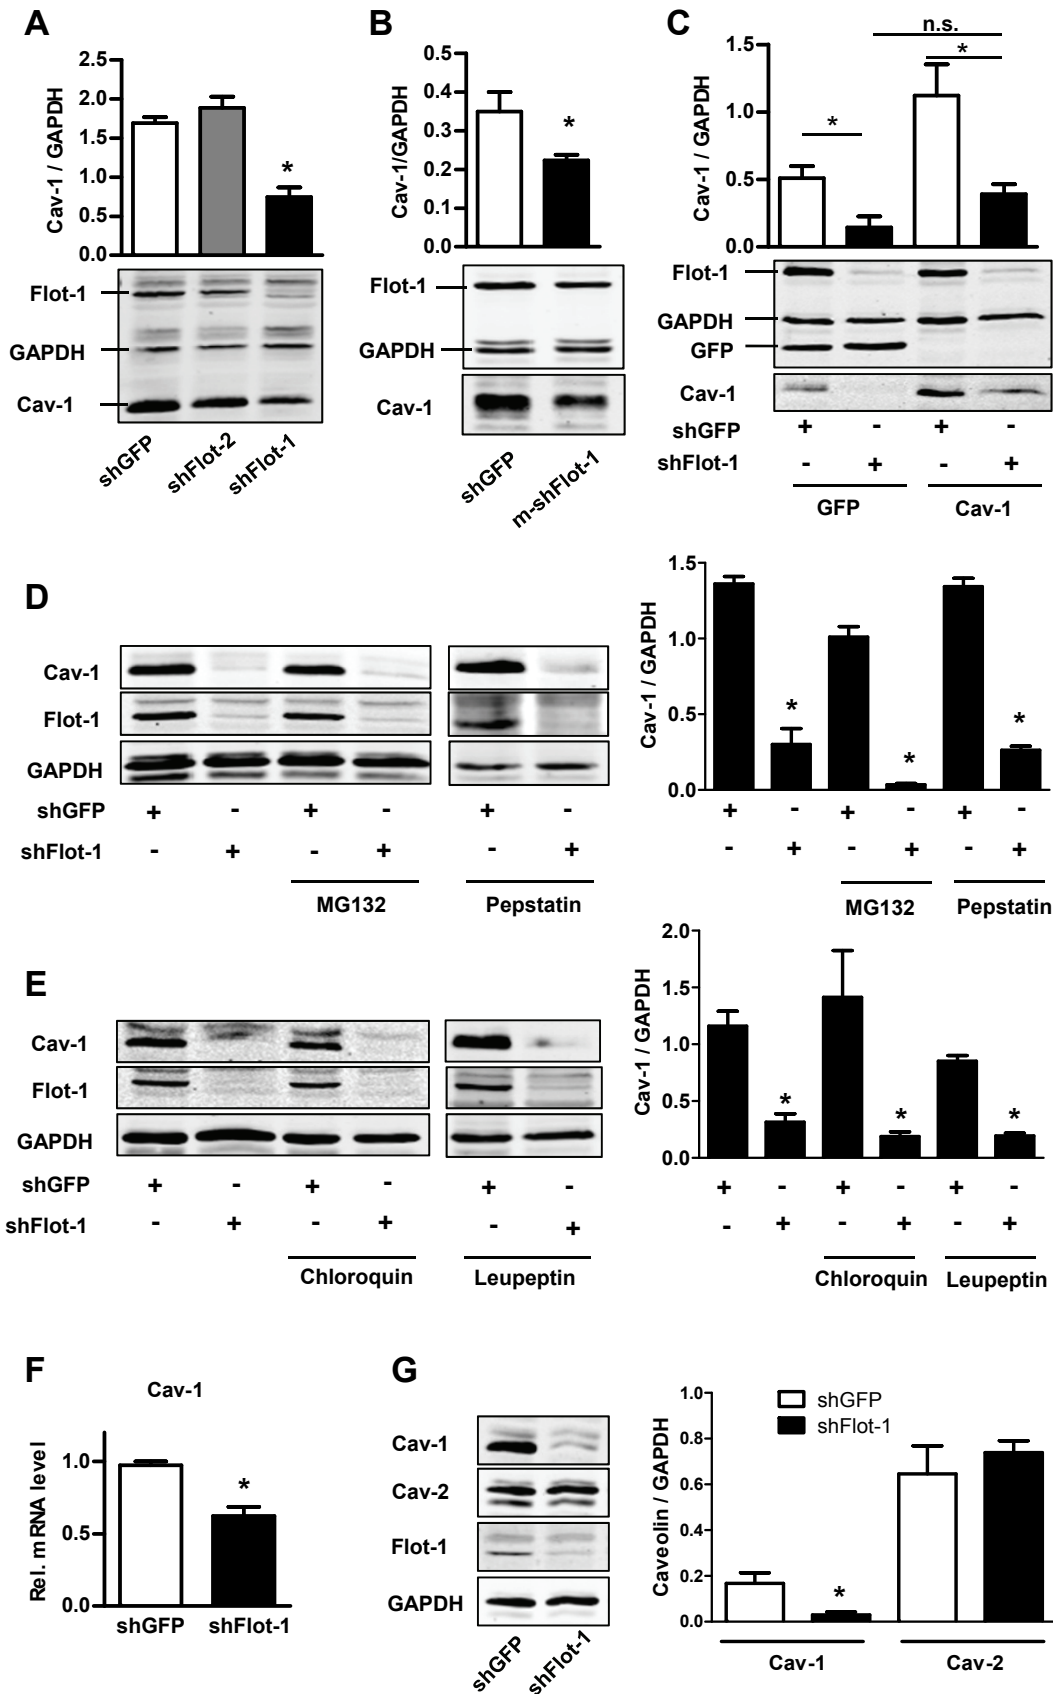 A
Cav-1 / GAPDH
2.5
2.0
1.5
1.0
0.5
0.0
*
Flot-1
GAPDH
Cav-1
shGFP
shFlot-2
shFlot-1
B
Cav-1/GAPDH
0.5
0.4
0.3
0.2
0.1
0.0
*
Flot-1
GAPDH
Cav-1
shGFP
m-shFlot-1
C
n.s.
*
*
Cav-1 / GAPDH
1.5
1.0
0.5
0.0
Flot-1
GAPDH
GFP
Cav-1
shGFP + - + -
shFlot-1 - + - +
GFP Cav-1
D
Cav-1
Flot-1
GAPDH
shGFP + - + - + -
shFlot-1 - + - + - +
MG132 Pepstatin
Cav-1 / GAPDH
1.5
1.0
0.5
0.0
* * *
+ - + - + -
- + - + - +
MG132 Pepstatin
E
Cav-1
Flot-1
GAPDH
shGFP + - + - + -
shFlot-1 - + - + - +
Chloroquin Leupeptin
Cav-1 / GAPDH
2.0
1.5
1.0
0.5
0.0
* * *
+ - + - + -
- + - + - +
Chloroquin Leupeptin
F
Cav-1
Rel. mRNA level
1.0
0.5
0.0
*
shGFP shFlot-1
G
Cav-1
Cav-2
Flot-1
GAPDH
shGFP
shFlot-1
Caveolin / GAPDH
1.0
0.8
0.6
0.4
0.2
0.0
shGFP
shFlot-1
*
Cav-1 Cav-2